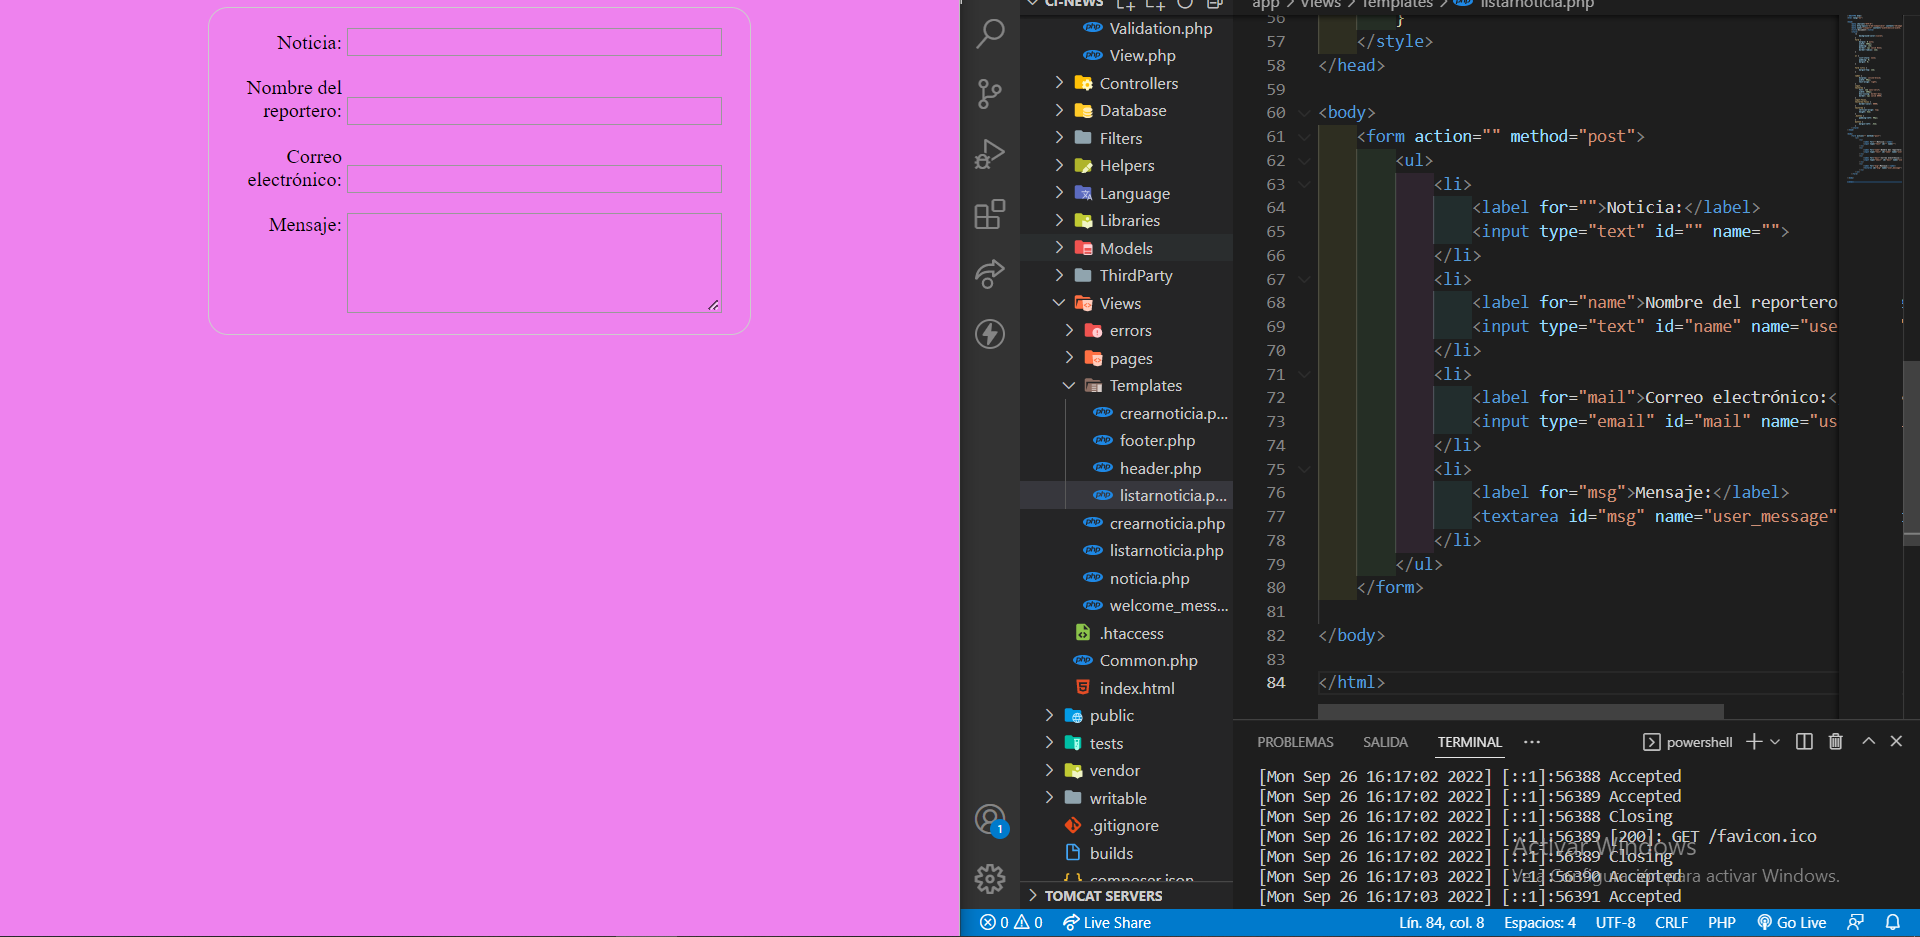 Noticia:
Nombre del
reportero:
Correo
electrónico:
Mensaje:
CI-NEWS
Validation.php
View.php
Controllers
Database
Filters
Helpers
Language
Libraries
Models
ThirdParty
Views
errors
pages
Templates
crearnoticia.p...
footer.php
header.php
listarnoticia.p...
crearnoticia.php
listarnoticia.php
noticia.php
welcome_mess...
.htaccess
Common.php
index.html
public
tests
vendor
writable
.gitignore
builds
composer.json
TOMCAT SERVERS
app > Views > Templates > listarnoticia.php
56 }
57 </style>
58 </head>
59
60 <body>
61 <form action="" method="post">
62 <ul>
63 <li>
64 <label for="">Noticia:</label>
65 <input type="text" id="" name="">
66 </li>
67 <li>
68 <label for="name">Nombre del reportero
69 <input type="text" id="name" name="use
70 </li>
71 <li>
72 <label for="mail">Correo electrónico:<
73 <input type="email" id="mail" name="us
74 </li>
75 <li>
76 <label for="msg">Mensaje:</label>
77 <textarea id="msg" name="user_message"
78 </li>
79 </ul>
80 </form>
81
82 </body>
83
84 </html>
PROBLEMAS SALIDA TERMINAL ... powershell
[Mon Sep 26 16:17:02 2022] [::1]:56388 Accepted
[Mon Sep 26 16:17:02 2022] [::1]:56389 Accepted
[Mon Sep 26 16:17:02 2022] [::1]:56388 Closing
[Mon Sep 26 16:17:02 2022] [::1]:56389 [200]: GET /favicon.ico
[Mon Sep 26 16:17:02 2022] [::1]:56389 Closing
[Mon Sep 26 16:17:03 2022] [::1]:56390 Accepted
[Mon Sep 26 16:17:03 2022] [::1]:56391 Accepted
Activar Windows
Ve a Configuración para activar Windows.
1
0 0 Live Share Lín. 84, col. 8 Espacios: 4 UTF-8 CRLF PHP Go Live